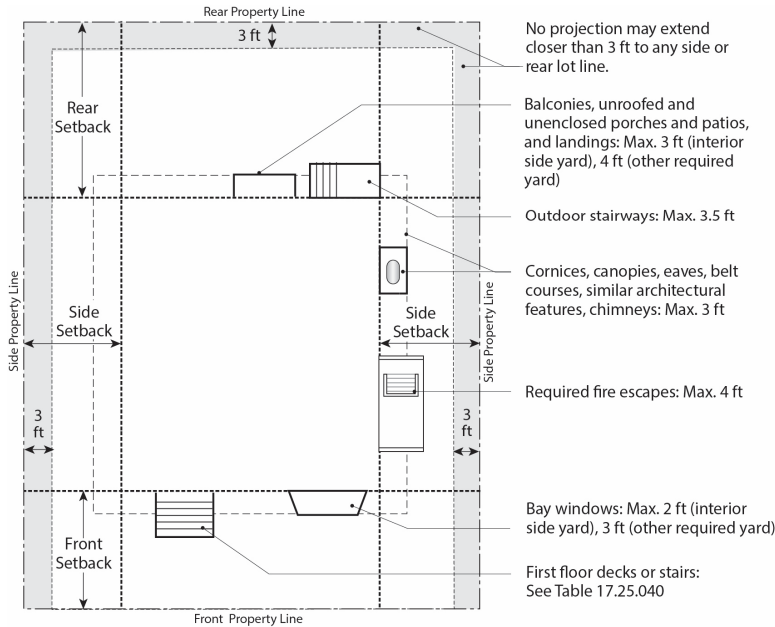 Rear Property Line
3 ft
Rear
Setback
Side Property Line
Side
Setback
Side
Setback
Side Property Line
3
ft
3
ft
Front
Setback
Front Property Line
No projection may extend
closer than 3 ft to any side or
rear lot line.
Balconies, unroofed and
unenclosed porches and patios,
and landings: Max. 3 ft (interior
side yard), 4 ft (other required
yard)
Outdoor stairways: Max. 3.5 ft
Cornices, canopies, eaves, belt
courses, similar architectural
features, chimneys: Max. 3 ft
Required fire escapes: Max. 4 ft
Bay windows: Max. 2 ft (interior
side yard), 3 ft (other required yard)
First floor decks or stairs:
See Table 17.25.040